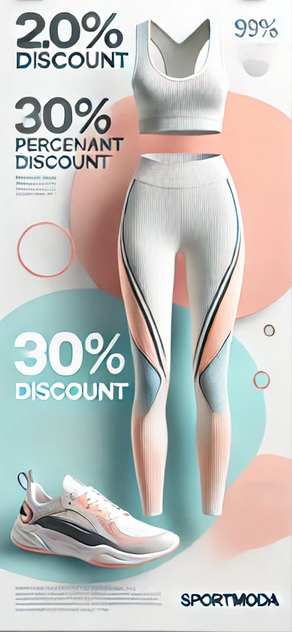 2.0%
DISCOUNT
99%
30%
PERCENANT
DISCOUNT
30%
DISCOUNT
SPORTMODA